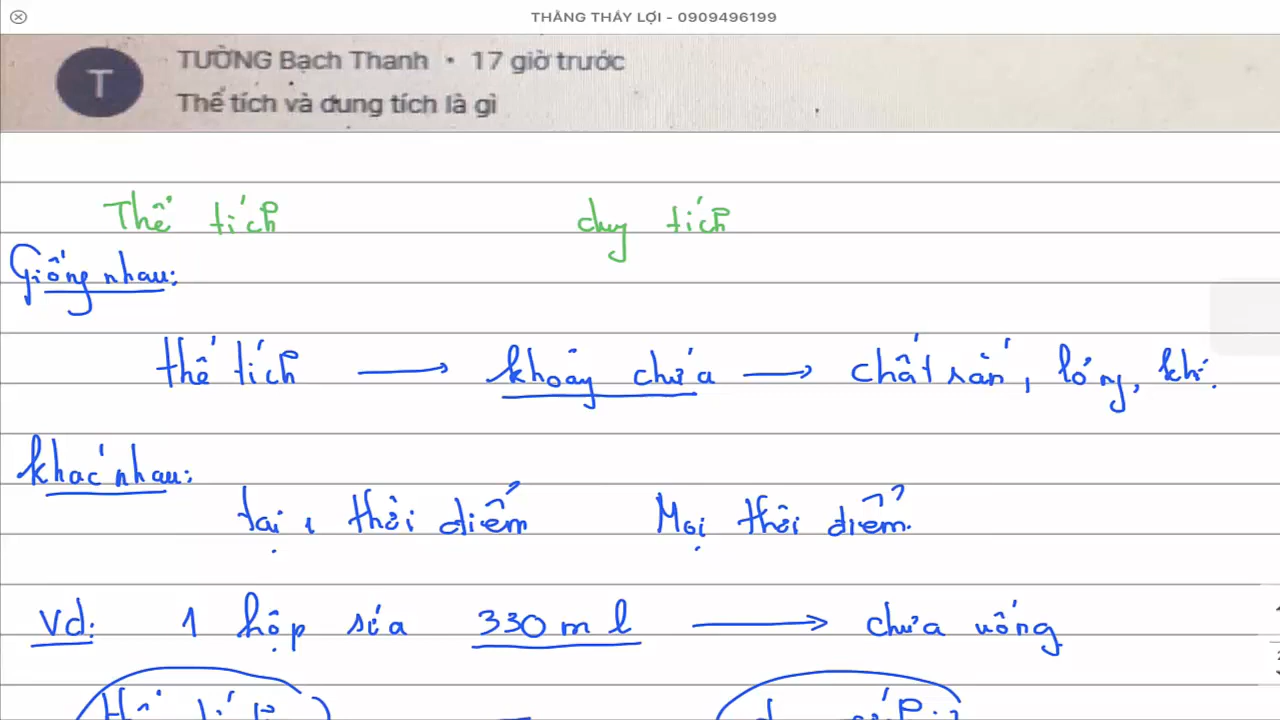 THẰNG THẦY LỢI - 0909496199
T
TƯỜNG Bạch Thanh • 17 giờ trước
Thể tích và dung tích là gì
Thể tích dung tích
Giống nhau:
thể tích → khoảng chứa → chất rắn, lỏng, khí.
khác nhau:
tại 1 thời điểm Mọi thời điểm.
Vd: 1 hộp sữa 330 ml → chưa uống